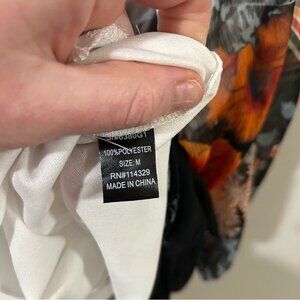 100%POLYESTER
SIZE: M
RN#114329
MADE IN CHINA